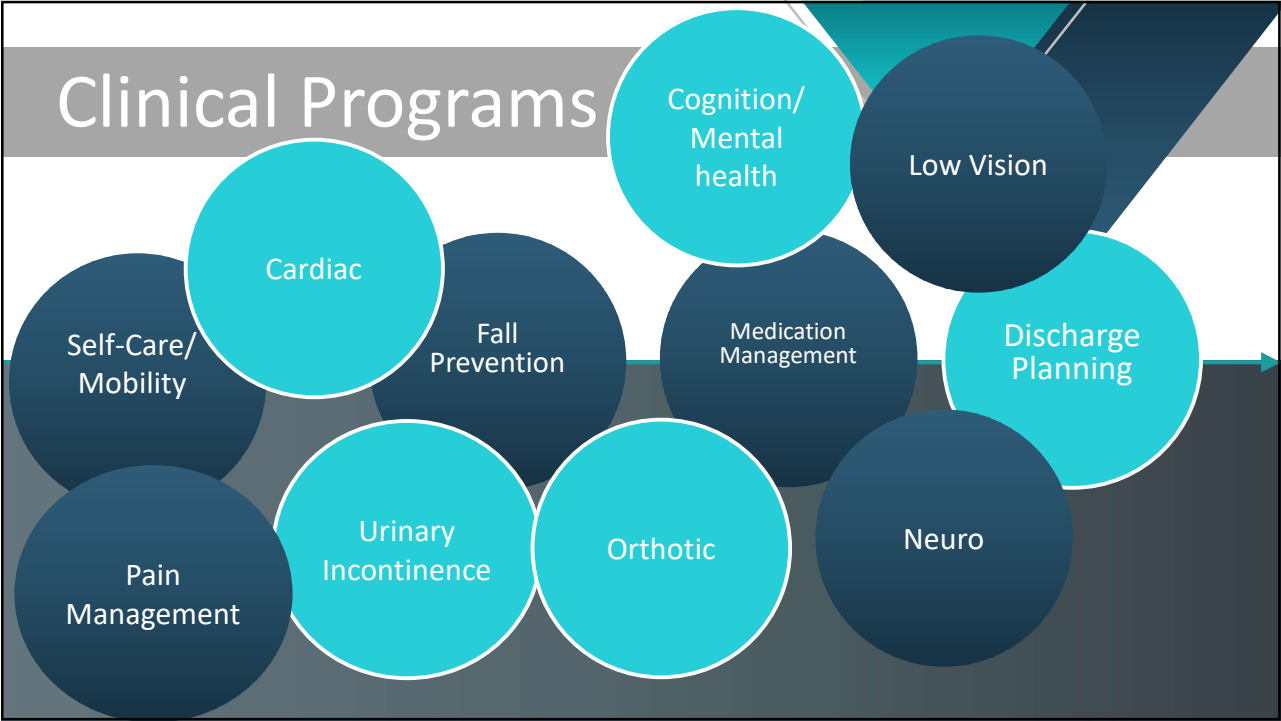 Clinical Programs
Cognition/
Mental
health
Low Vision
Cardiac
Self-Care/
Mobility
Fall
Prevention
Medication
Management
Discharge
Planning
Pain
Management
Urinary
Incontinence
Orthotic
Neuro